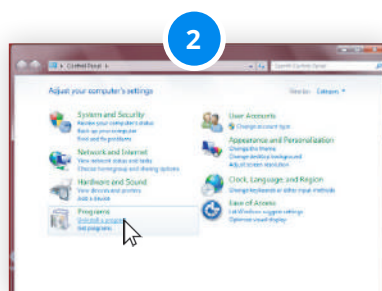 2
Control Panel
Search Control Panel
Adjust your computer's settings
View by: Category
System and Security
Review your computer's status
Back up your computer
Find and fix problems
Network and Internet
View network status and tasks
Choose homegroup and sharing options
Hardware and Sound
View devices and printers
Add a device
Programs
Uninstall a program
Get programs
User Accounts
Change account type
Appearance and Personalization
Change the theme
Change desktop background
Adjust screen resolution
Clock, Language, and Region
Change keyboards or other input methods
Ease of Access
Let Windows suggest settings
Optimize visual display